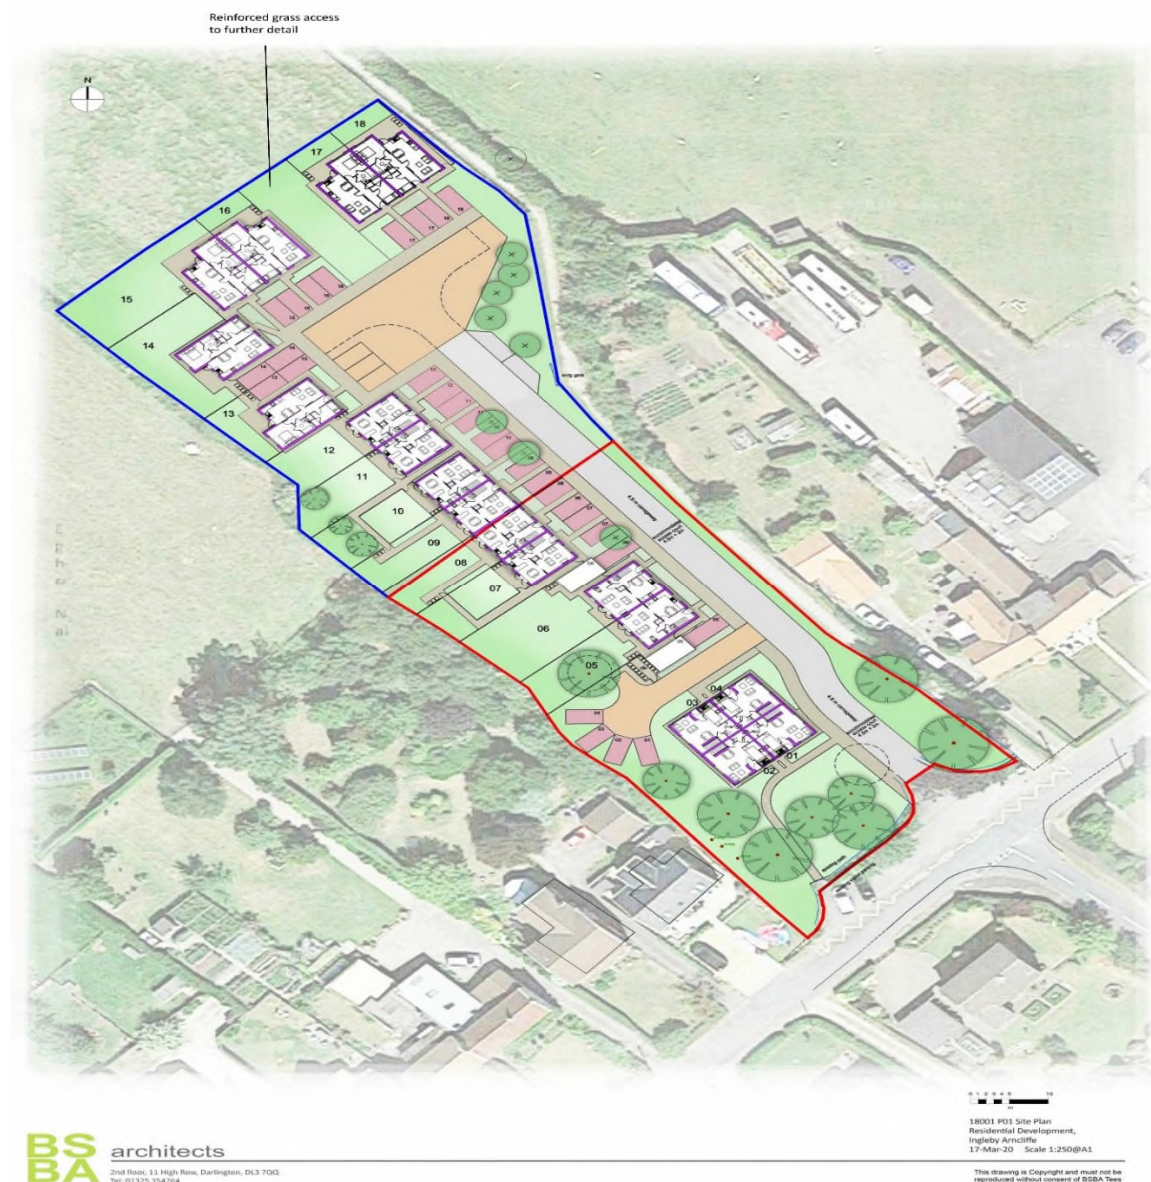 Reinforced grass access
to further detail
N
18
17
16
15
14
13
12
11
10
09
08
07
06
05
04
03
01
02
18001 P01 Site Plan
Residential Development,
Ingleby Arncliffe
17-Mar-20 Scale 1:250@A1
BS
BA architects
2nd floor, 11 High Row, Darlington, DL3 7QQ
Tel: 01325 354264
This drawing is Copyright and must not be
reproduced without consent of BSBA Tees